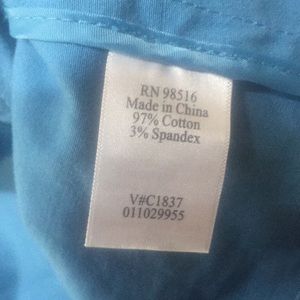 RN 98516
Made in China
97% Cotton
3% Spandex
V#C1837
011029955